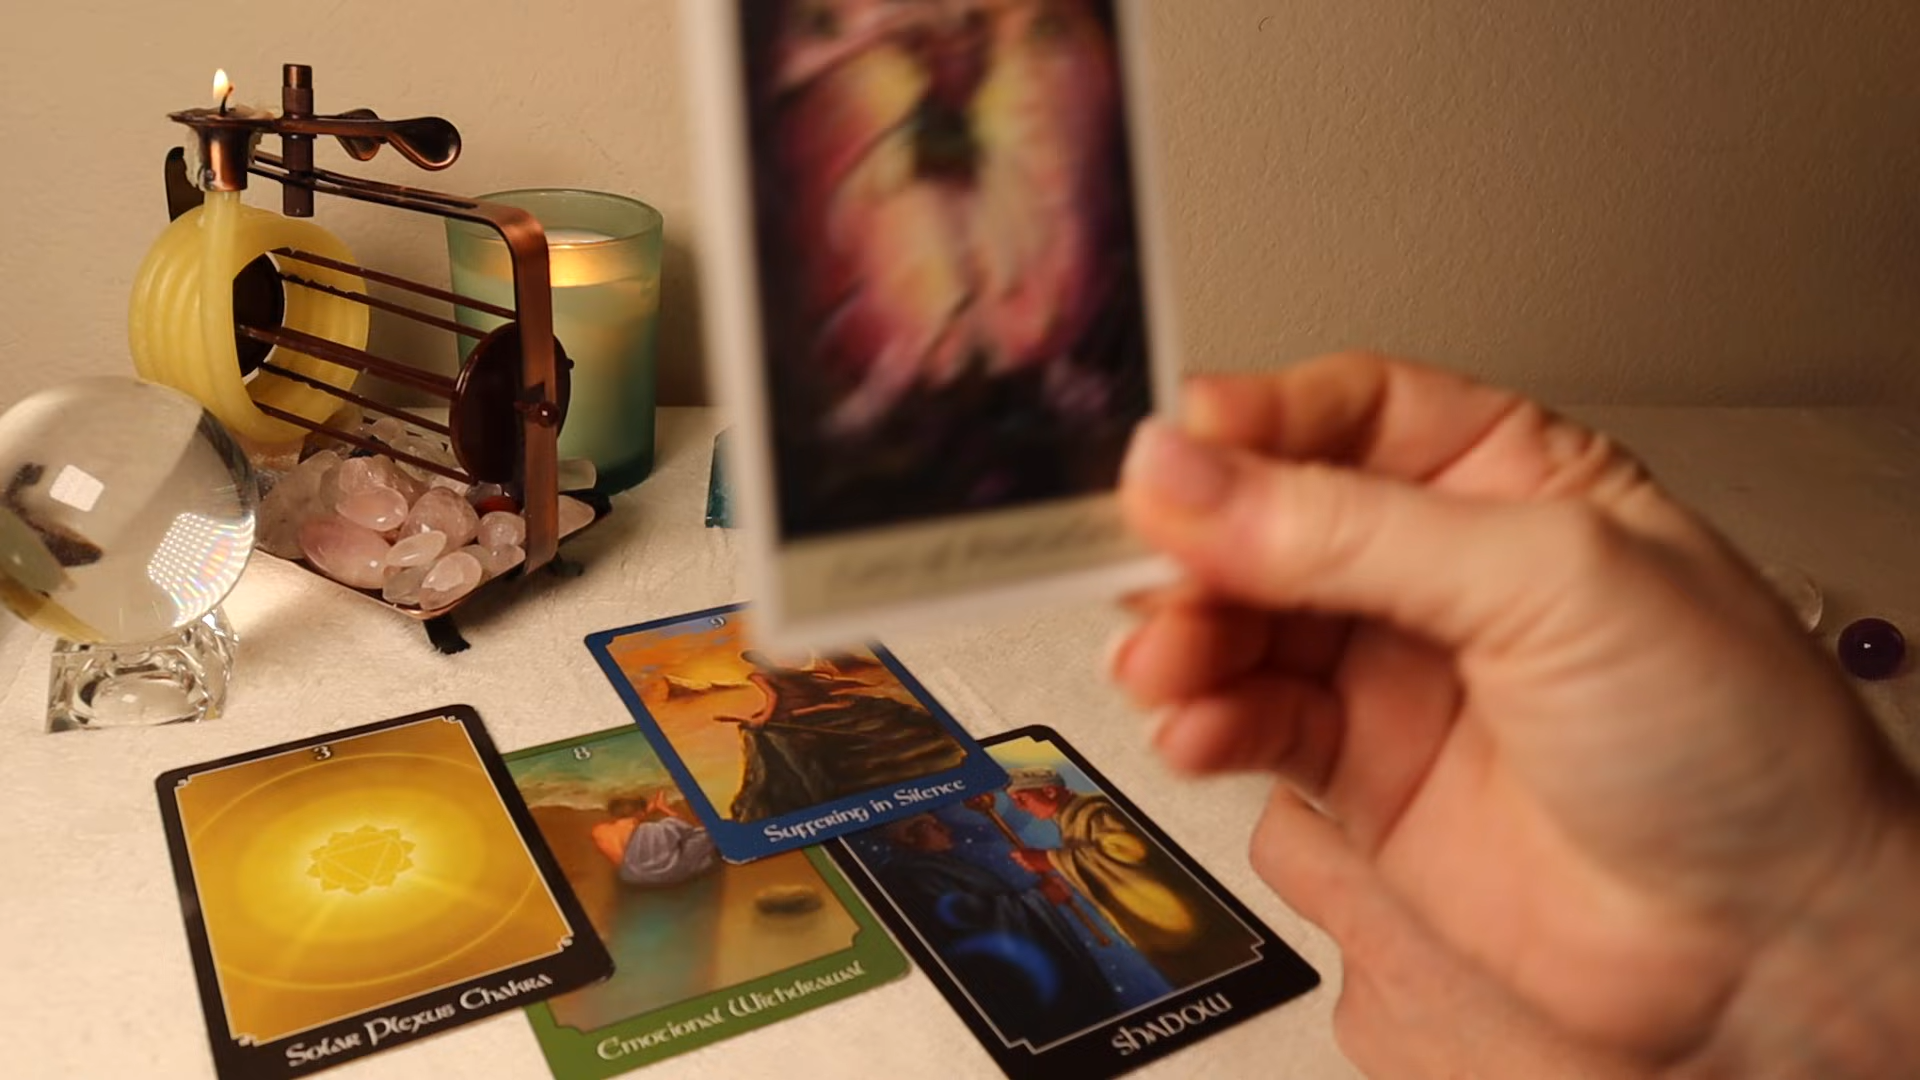 9
3
8
Suffering in Silence
Solar Plexus Chakra
Emotional Withdrawal
Shadow